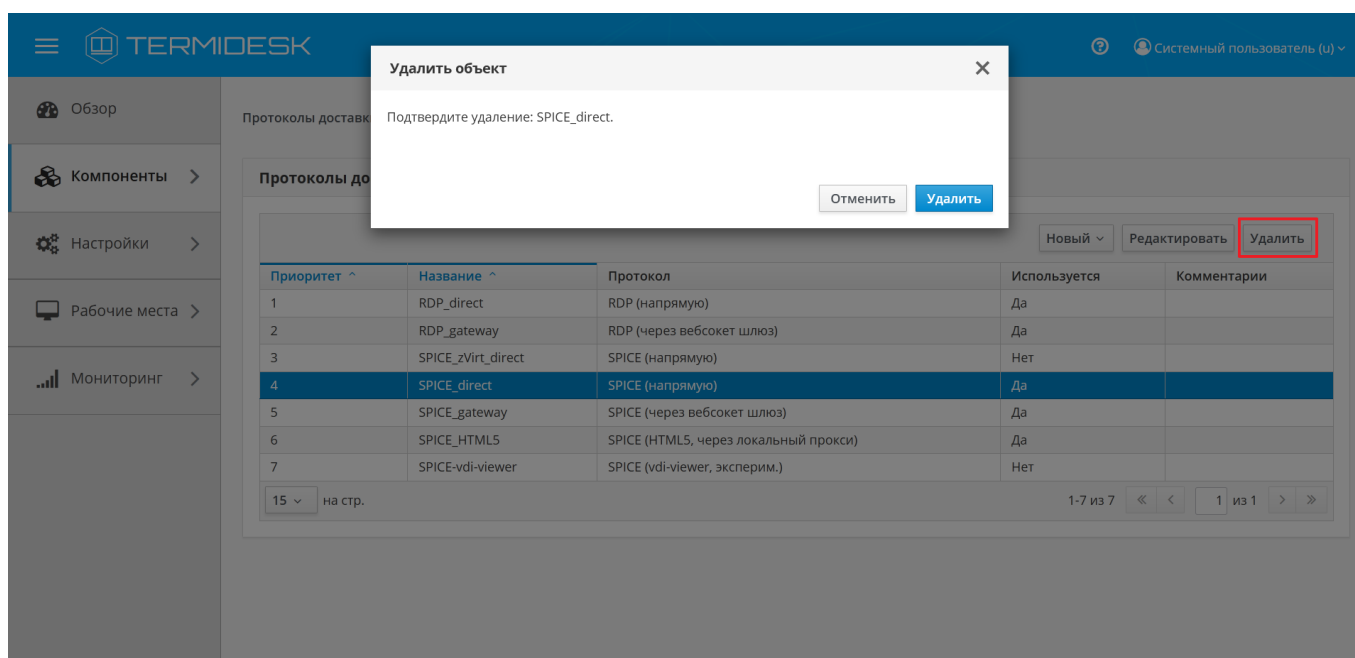 TERMIDESK
Системный пользователь (u)
Удалить объект
Подтвердите удаление: SPICE_direct.
Отменить Удалить
Обзор
Компоненты
Настройки
Рабочие места
Мониторинг
Протоколы доставк
Протоколы до
Новый Редактировать Удалить
Приоритет Название Протокол Используется Комментарии
1 RDP_direct RDP (напрямую) Да
2 RDP_gateway RDP (через вебсокет шлюз) Да
3 SPICE_zVirt_direct SPICE (напрямую) Нет
4 SPICE_direct SPICE (напрямую) Да
5 SPICE_gateway SPICE (через вебсокет шлюз) Да
6 SPICE_HTML5 SPICE (HTML5, через локальный прокси) Да
7 SPICE-vdi-viewer SPICE (vdi-viewer, эксперим.) Нет
15 на стр. 1-7 из 7 1 из 1